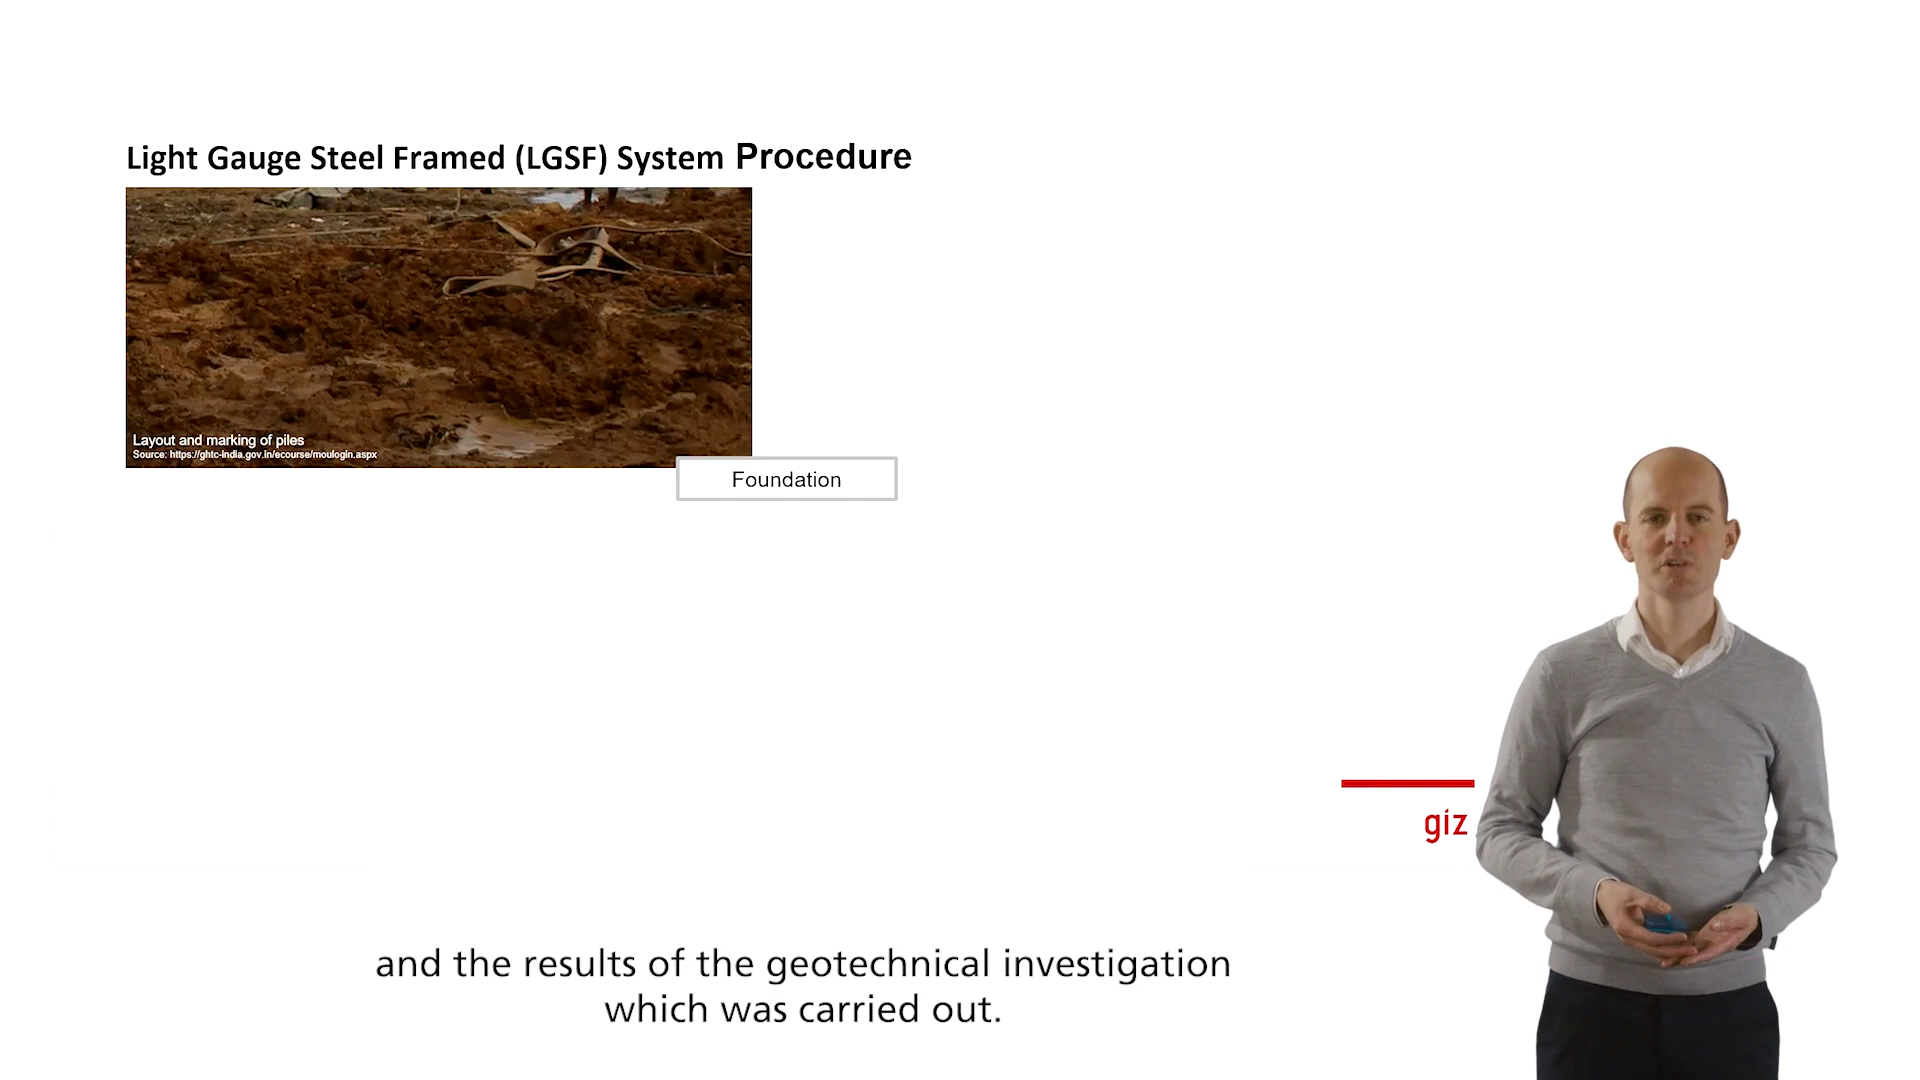 Light Gauge Steel Framed (LGSF) System Procedure
Layout and marking of piles
Source: https://ghtc-india.gov.in/ecourse/moulogin.aspx
Foundation
giz
and the results of the geotechnical investigation
which was carried out.